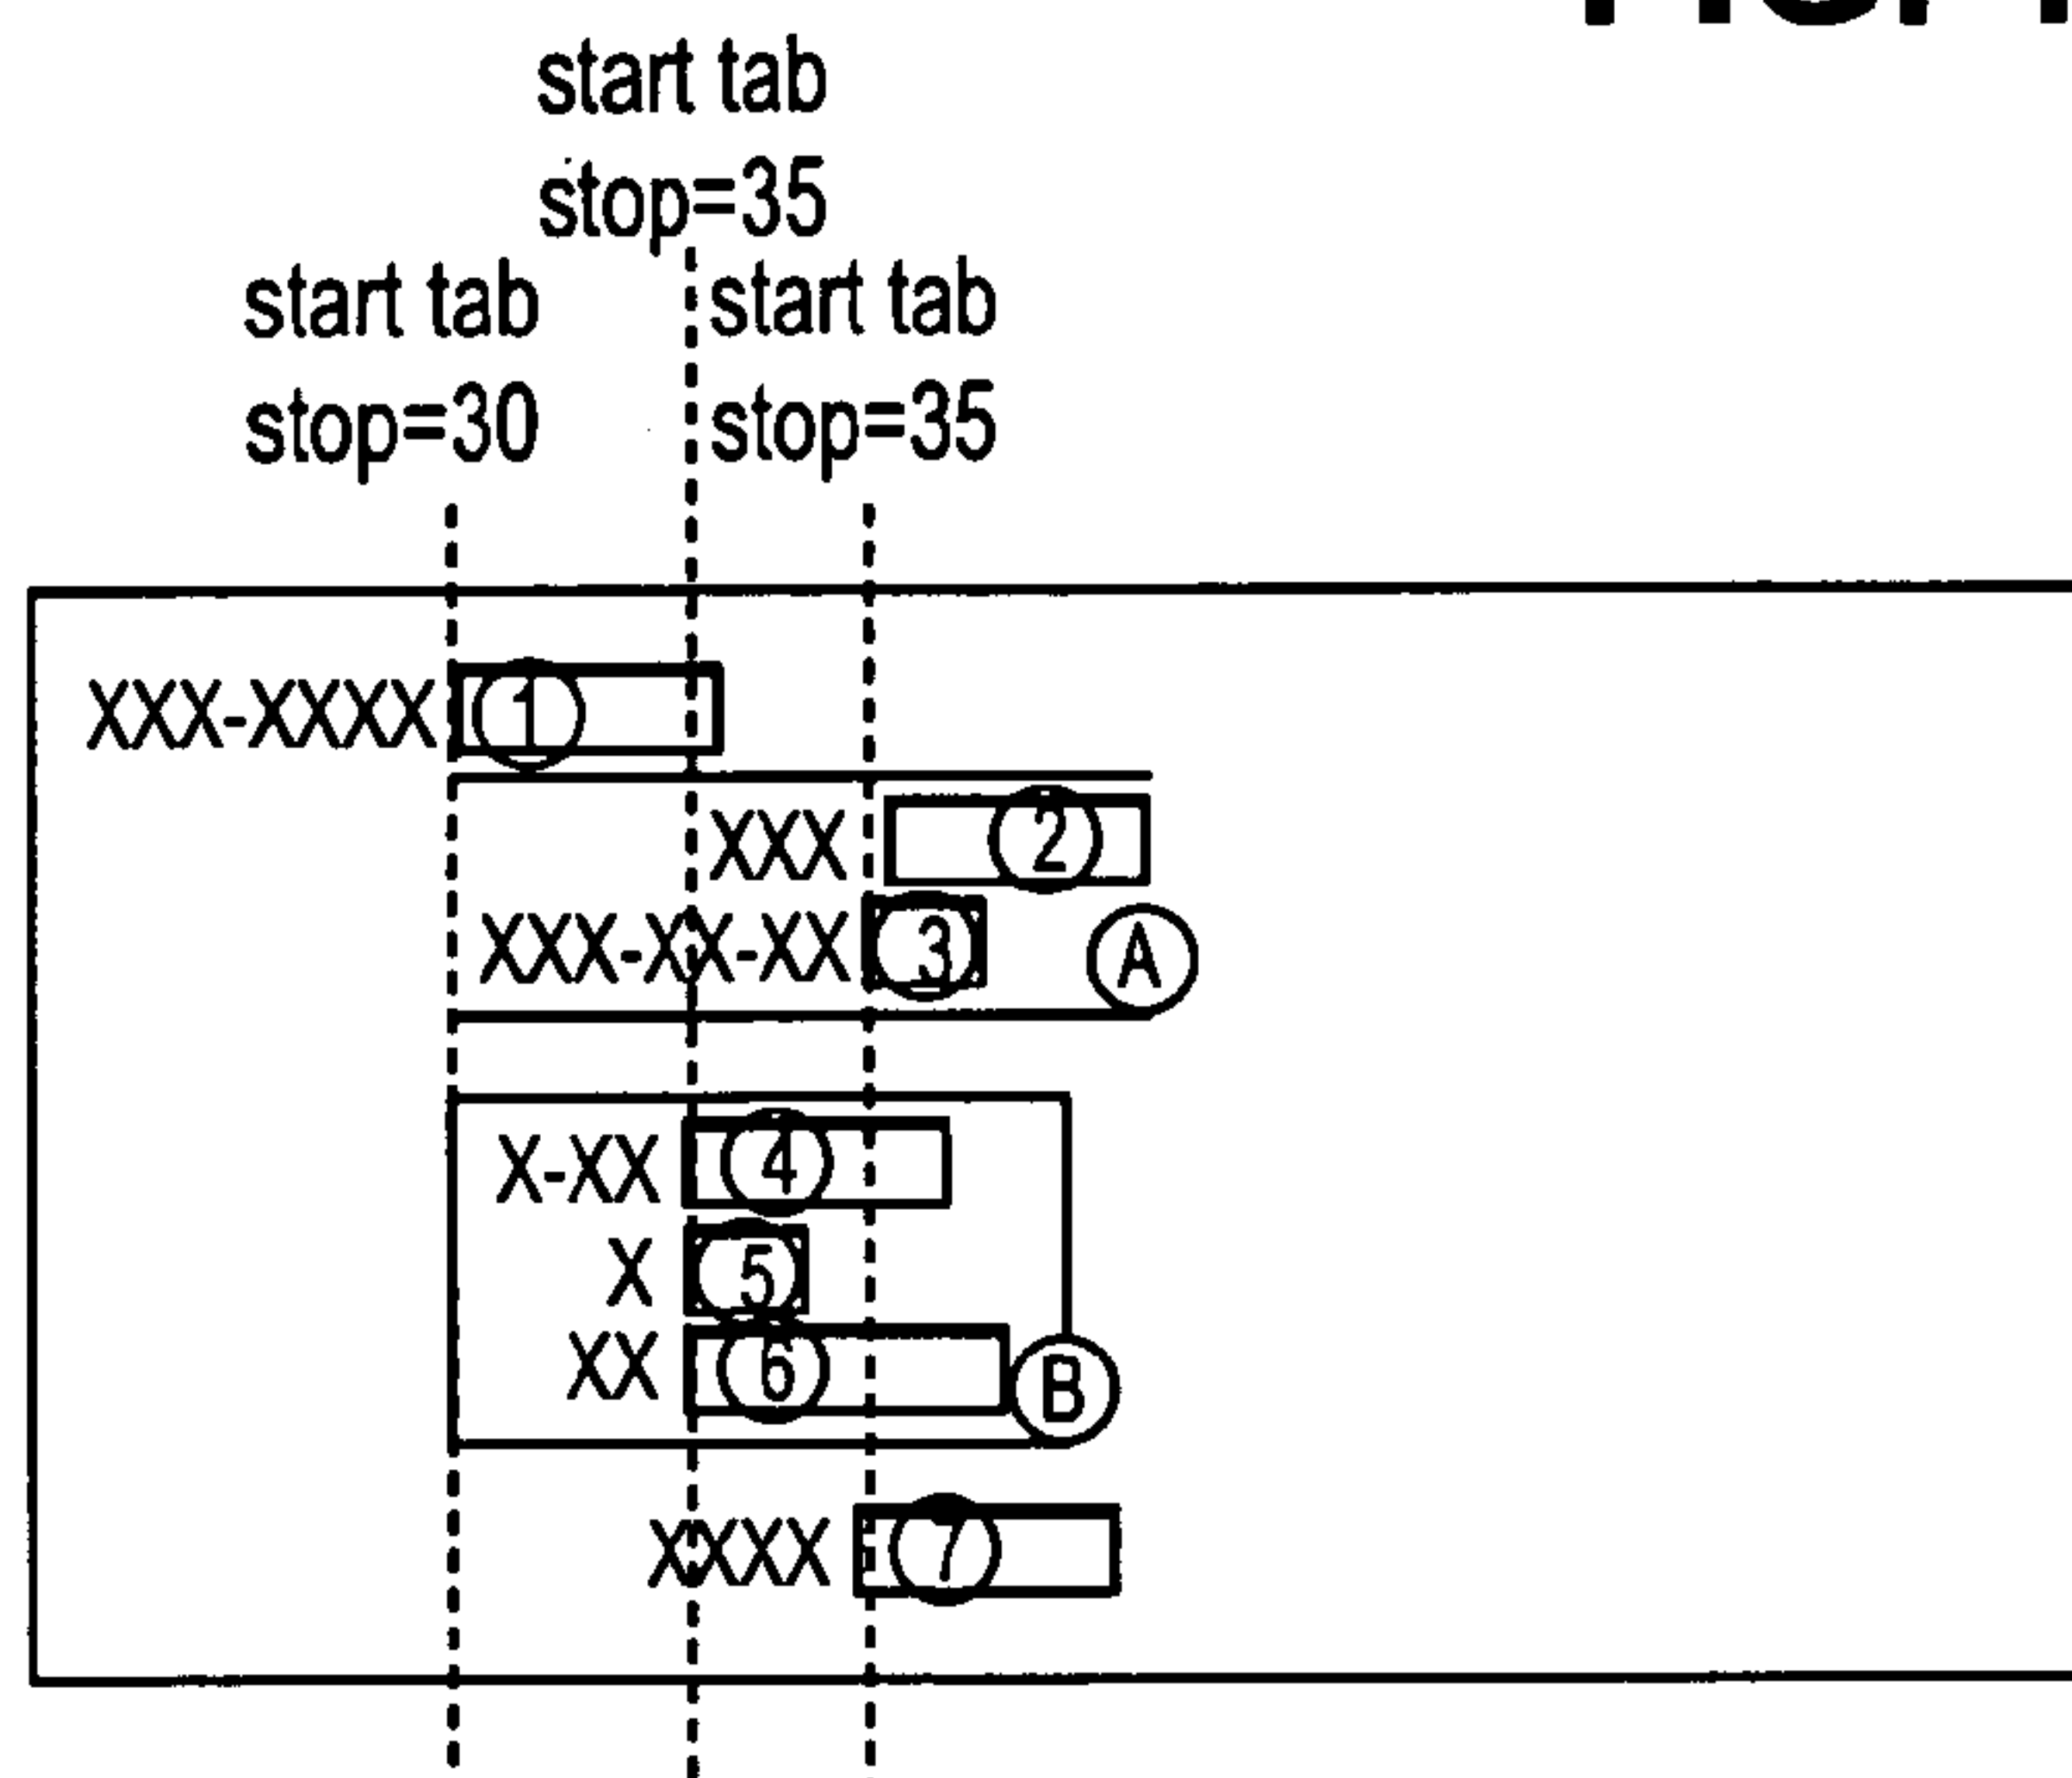 start tab
stop=35
start tab
stop=30
start tab
stop=35
XXX-XXXX 1
XXX 2
XXX-XX-XX 3
A
X-XX 4
X 5
XX 6
B
XXXX 7